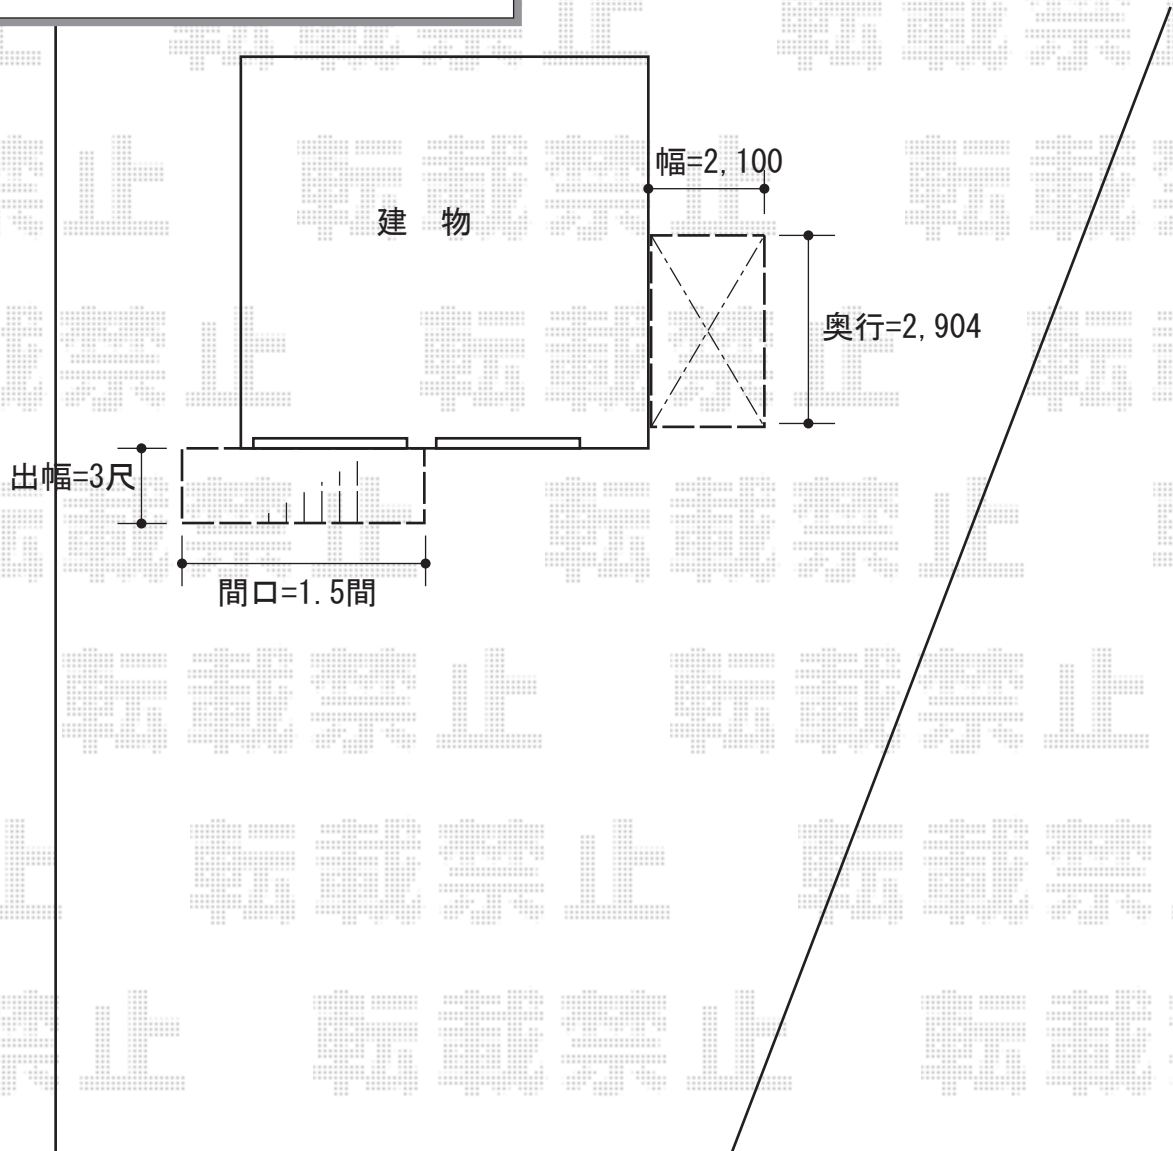 幅=2,100
建　物
奥行=2,904
出幅=3尺
間口=1.5間
転載禁止